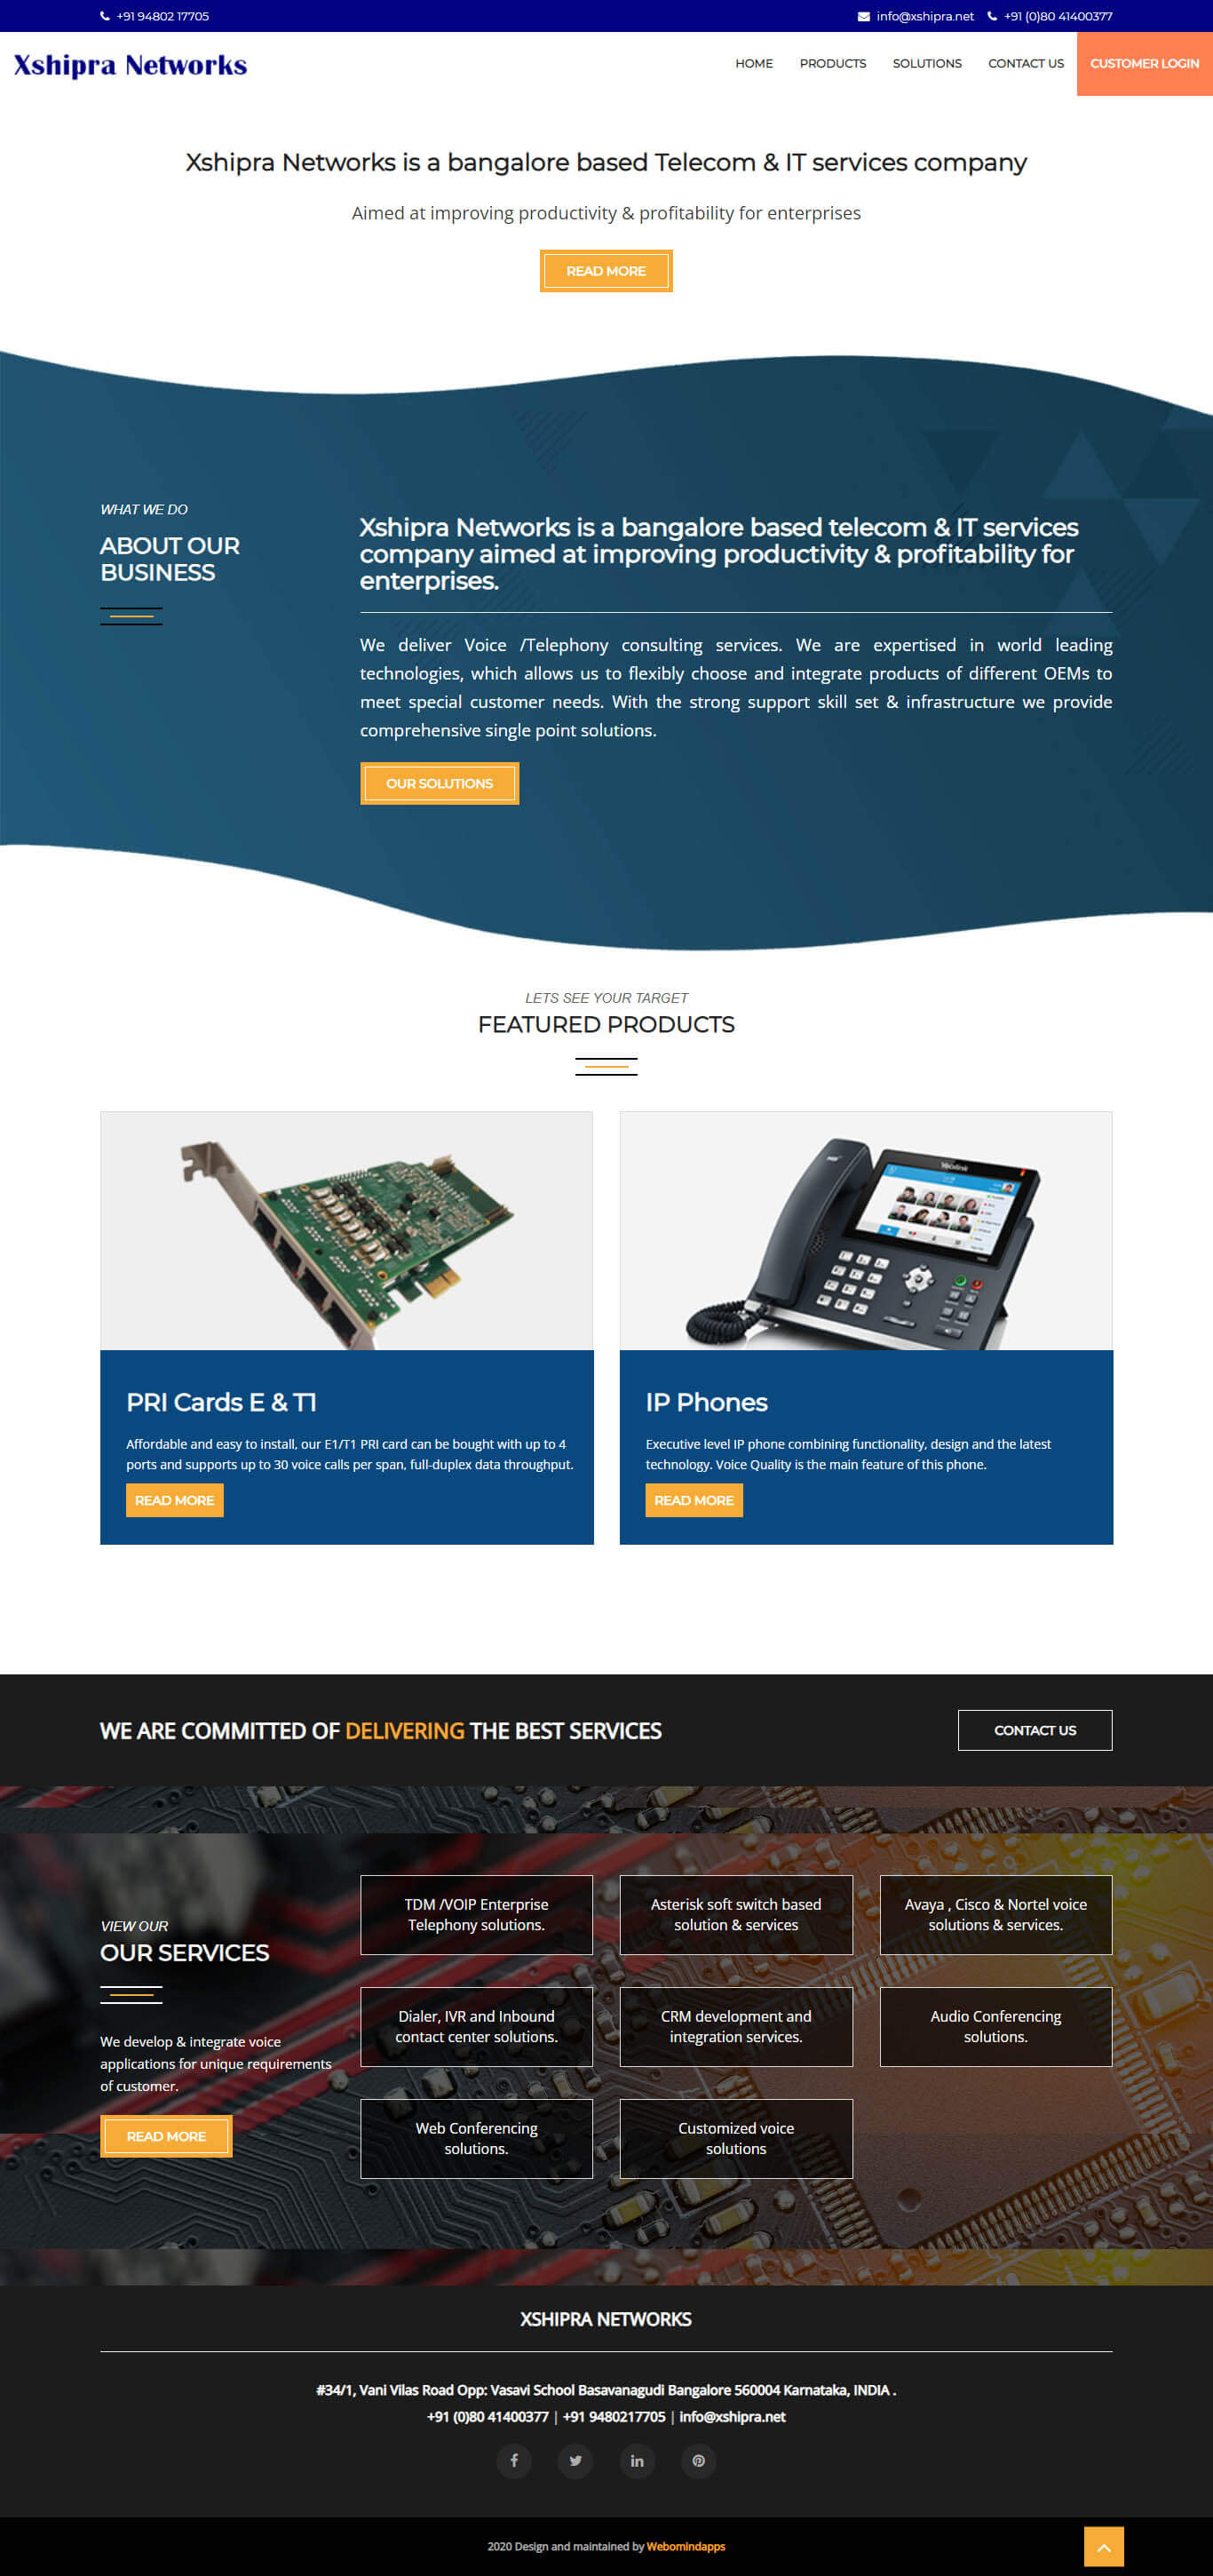 +91 94802 17705
info@xshipra.net
+91 (0)80 41400377
Xshipra Networks
HOME
PRODUCTS
SOLUTIONS
CONTACT US
CUSTOMER LOGIN
Xshipra Networks is a bangalore based Telecom & IT services company
Aimed at improving productivity & profitability for enterprises
READ MORE
WHAT WE DO
ABOUT OUR
BUSINESS
Xshipra Networks is a bangalore based telecom & IT services
company aimed at improving productivity & profitability for
enterprises.
We deliver Voice /Telephony consulting services. We are expertised in world leading
technologies, which allows us to flexibly choose and integrate products of different OEMs to
meet special customer needs. With the strong support skill set & infrastructure we provide
comprehensive single point solutions.
OUR SOLUTIONS
LETS SEE YOUR TARGET
FEATURED PRODUCTS
Yealink
PRI Cards E & T1
Affordable and easy to install, our E1/T1 PRI card can be bought with up to 4
ports and supports up to 30 voice calls per span, full-duplex data throughput.
READ MORE
IP Phones
Executive level IP phone combining functionality, design and the latest
technology. Voice Quality is the main feature of this phone.
READ MORE
WE ARE COMMITTED OF DELIVERING THE BEST SERVICES
CONTACT US
VIEW OUR
OUR SERVICES
We develop & integrate voice
applications for unique requirements
of customer.
READ MORE
TDM /VOIP Enterprise
Telephony solutions.
Asterisk soft switch based
solution & services
Avaya , Cisco & Nortel voice
solutions & services.
Dialer, IVR and Inbound
contact center solutions.
CRM development and
integration services.
Audio Conferencing
solutions.
Web Conferencing
solutions.
Customized voice
solutions
XSHIPRA NETWORKS
#34/1, Vani Vilas Road Opp: Vasavi School Basavanagudi Bangalore 560004 Karnataka, INDIA .
+91 (0)80 41400377 | +91 9480217705 | info@xshipra.net
2020 Design and maintained by Webomindapps